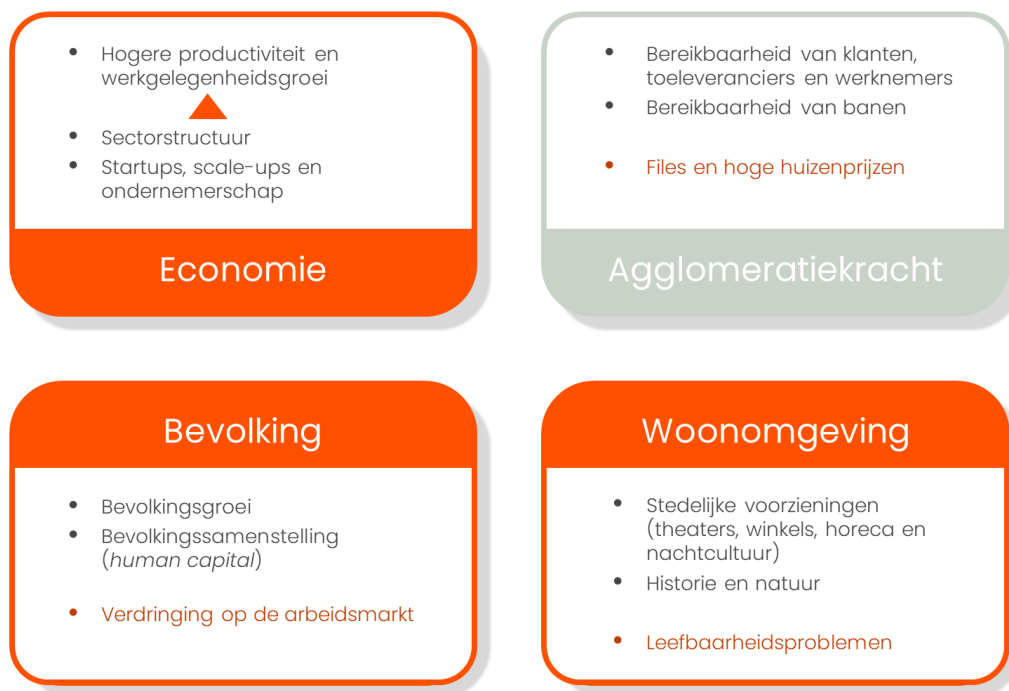 • Hogere productiviteit en
werkgelegenheidsgroei
• Sectorstructuur
• Startups, scale-ups en
ondernemerschap
Economie
• Bereikbaarheid van klanten,
toeleveranciers en werknemers
• Bereikbaarheid van banen
• Files en hoge huizenprijzen
Agglomeratiekracht
Bevolking
• Bevolkingsgroei
• Bevolkingssamenstelling
(human capital)
• Verdringing op de arbeidsmarkt
Woonomgeving
• Stedelijke voorzieningen
(theaters, winkels, horeca en
nachtcultuur)
• Historie en natuur
• Leefbaarheidsproblemen